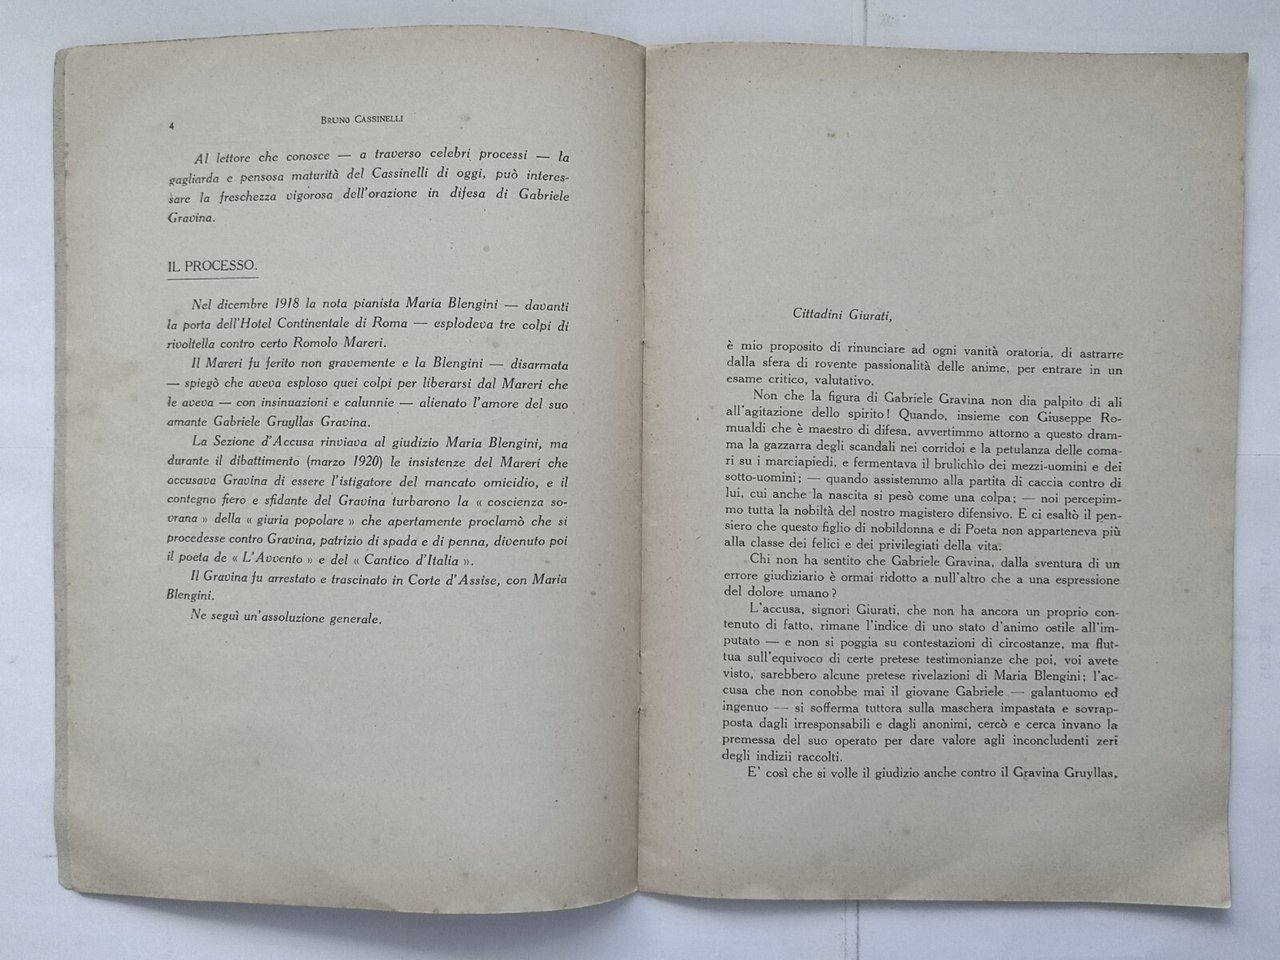 4
BRUNO CASSINELLI
Al lettore che conosce — a traverso celebri processi — la
gagliarda e pensosa maturità del Cassinelli di oggi, può interes-
sare la freschezza vigorosa dell'orazione in difesa di Gabriele
Gravina.
IL PROCESSO.
Nel dicembre 1918 la nota pianista Maria Blengini — davanti
la porta dell'Hotel Continentale di Roma — esplodeva tre colpi di
rivoltella contro certo Romolo Mareri.
Il Mareri fu ferito non gravemente e la Blengini — disarmata
— spiegò che aveva esploso quei colpi per liberarsi dal Mareri che
le aveva — con insinuazioni e calunnie — alienato l'amore del suo
amante Gabriele Gruyllas Gravina.
La Sezione d'Accusa rinviava al giudizio Maria Blengini, ma
durante il dibattimento (marzo 1920) le insistenze del Mareri che
accusava Gravina di essere l'istigatore del mancato omicidio, e il
contegno fiero e sfidante del Gravina turbarono la « coscienza so-
vrana » della « giuria popolare » che apertamente proclamò che si
procedesse contro Gravina, patrizio di spada e di penna, divenuto poi
il poeta de « L'Avvento » e del « Cantico d'Italia ».
Il Gravina fu arrestato e trascinato in Corte d'Assise, con Maria
Blengini.
Ne seguì un'assoluzione generale.
Cittadini Giurati,
è mio proposito di rinunciare ad ogni vanità oratoria, di astrarre
dalla sfera di rovente passionalità delle anime, per entrare in un
esame critico, valutativo.
Non che la figura di Gabriele Gravina non dia palpito di ali
all'agitazione dello spirito! Quando, insieme con Giuseppe Ro-
mualdi che è maestro di difesa, avvertimmo attorno a questo dram-
ma la gazzarra degli scandali nei corridoi e la petulanza delle coma-
ri su i marciapiedi, e fermentava il brulichìo dei mezzi-uomini e dei
sotto-uomini; — quando assistemmo alla partita di caccia contro di
lui, cui anche la nascita si pesò come una colpa; — noi percepim-
mo tutta la nobiltà del nostro magistero difensivo. E ci esaltò il pen-
siero che questo figlio di nobildonna e di Poeta non apparteneva più
alla classe dei felici e dei privilegiati della vita.
Chi non ha sentito che Gabriele Gravina, dalla sventura di un
errore giudiziario è ormai ridotto a null'altro che a una espressione
del dolore umano?
L'accusa, signori Giurati, che non ha ancora un proprio con-
tenuto di fatto, rimane l'indice di uno stato d'animo ostile all'im-
putato — e non si poggia su contestazioni di circostanze, ma flut-
tua sull'equivoco di certe pretese testimonianze che poi, voi avete
visto, sarebbero alcune pretese rivelazioni di Maria Blengini; l'ac-
cusa che non conobbe mai il giovane Gabriele — galantuomo ed
ingenuo — si sofferma tuttora sulla maschera impastata e sovrap-
posta dagli irresponsabili e dagli anonimi, cercò e cerca invano la
premessa del suo operato per dare valore agli inconcludenti zeri
degli indizii raccolti.
E' così che si volle il giudizio anche contro il Gravina Gruyllas,